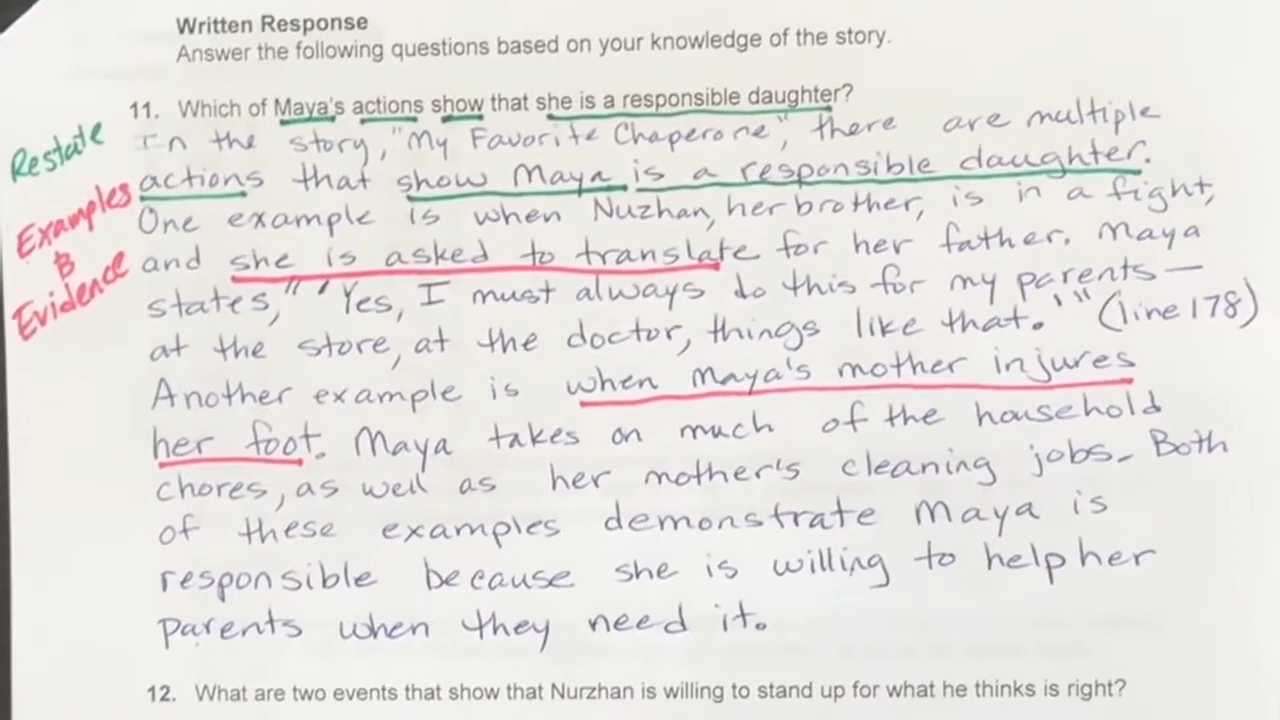 Written Response
Answer the following questions based on your knowledge of the story.
11. Which of Maya's actions show that she is a responsible daughter?
Restate
In the story, "My Favorite Chaperone", there are multiple
actions that show Maya is a responsible daughter.
Examples
&
Evidence
One example is when Nuzhan, her brother, is in a fight,
and she is asked to translate for her father. Maya
states, "'Yes, I must always do this for my parents—
at the store, at the doctor, things like that.'" (line 178)
Another example is when Maya's mother injures
her foot. Maya takes on much of the household
chores, as well as her mother's cleaning jobs. Both
of these examples demonstrate Maya is
responsible because she is willing to help her
parents when they need it.
12. What are two events that show that Nurzhan is willing to stand up for what he thinks is right?